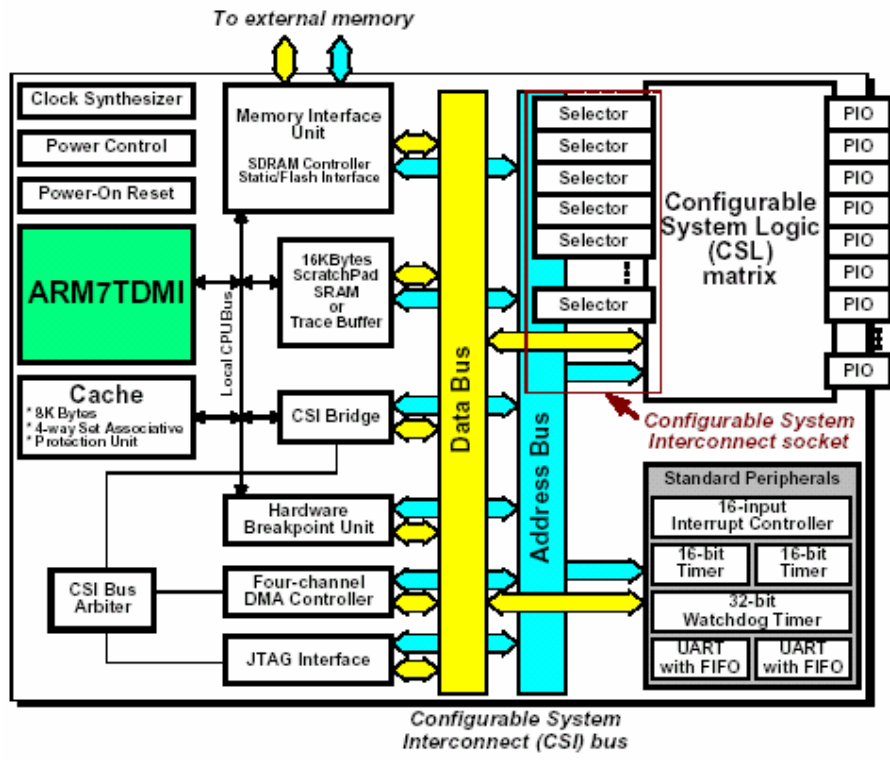 To external memory
Clock Synthesizer
Power Control
Power-On Reset
ARM7TDMI
Cache
* 8K Bytes
* 4-way Set Associative
* Protection Unit
CSI Bus
Arbiter
Local CPUBus
Memory Interface
Unit
SDRAM Controller
Static/Flash Interface
16KBytes
ScratchPad
SRAM
or
Trace Buffer
CSI Bridge
Hardware
Breakpoint Unit
Four-channel
DMA Controller
JTAG Interface
Data Bus
Address Bus
Selector
Selector
Selector
Selector
Selector
Selector
Configurable
System Logic
(CSL)
matrix
PIO
PIO
PIO
PIO
PIO
PIO
PIO
PIO
Configurable System
Interconnect socket
Standard Peripherals
16-input
Interrupt Controller
16-bit
Timer
16-bit
Timer
32-bit
Watchdog Timer
UART
with FIFO
UART
with FIFO
Configurable System
Interconnect (CSI) bus